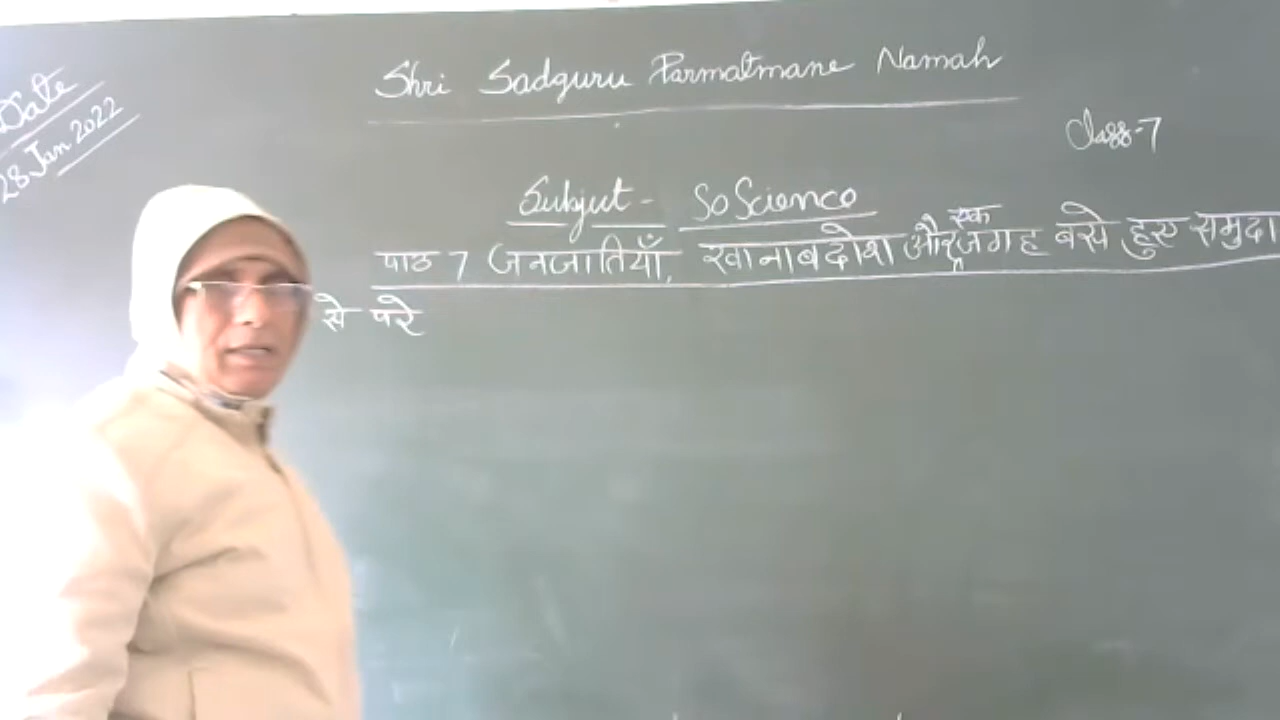 Date
28 Jan 2022
Shri Sadguru Parmatmane Namah
Class-7
Subject - So Science
पाठ 7 जनजातियाँ, खानाबदोश और एक जगह बसे हुए समुदा
से परे